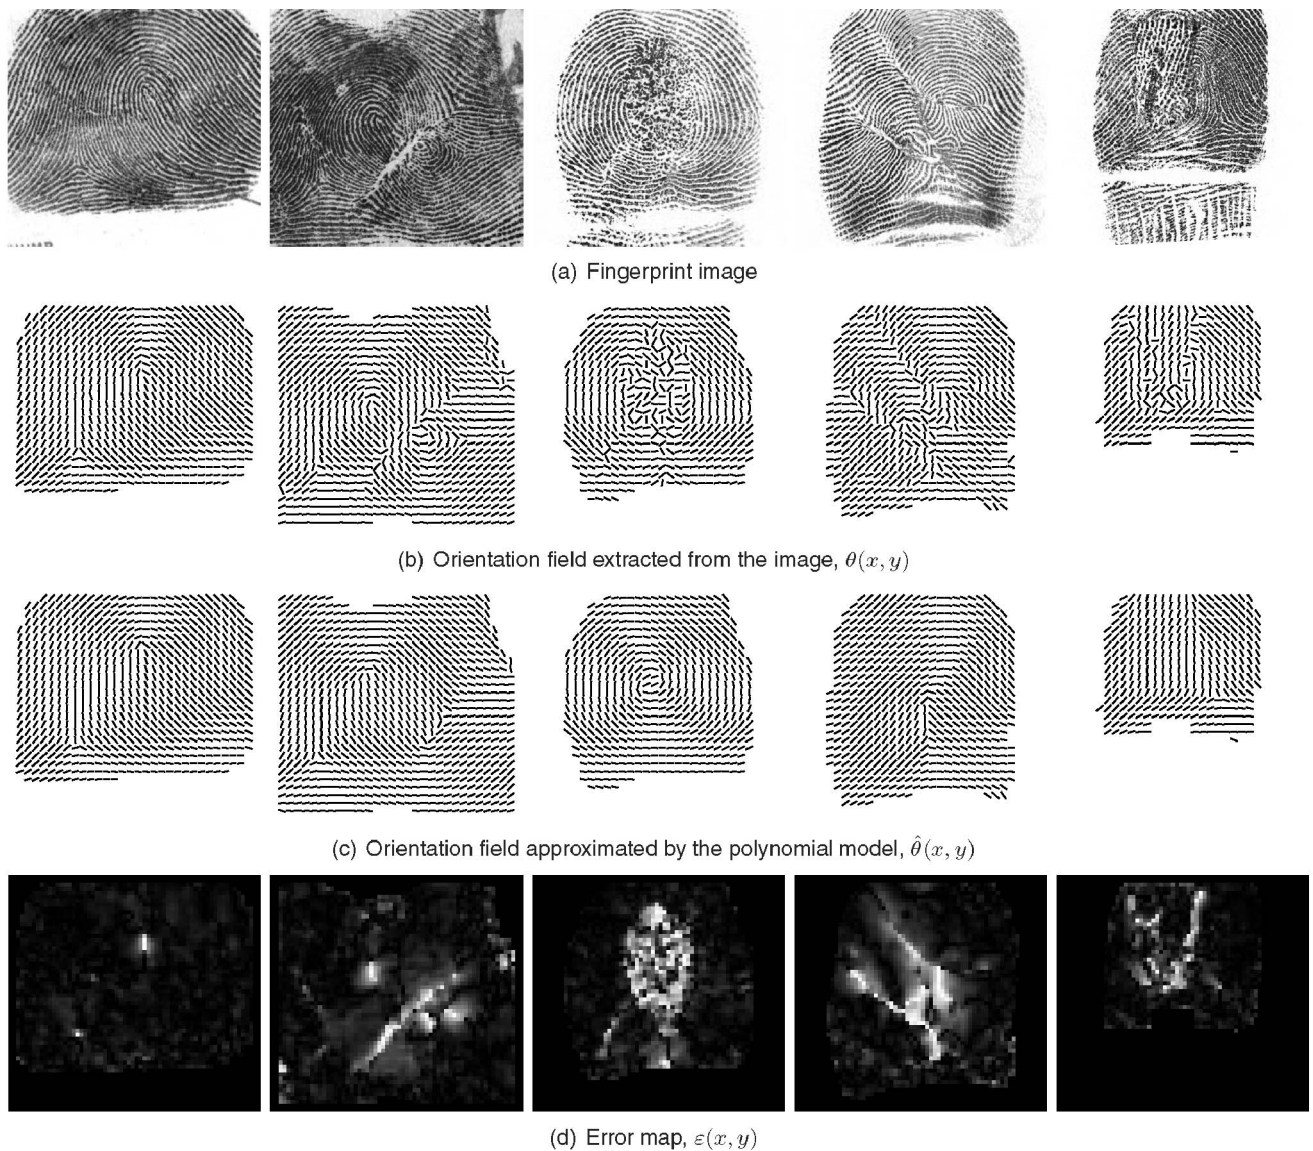 (a) Fingerprint image
(b) Orientation field extracted from the image, θ(x, y)
(c) Orientation field approximated by the polynomial model, θ̂(x, y)
(d) Error map, ε(x, y)